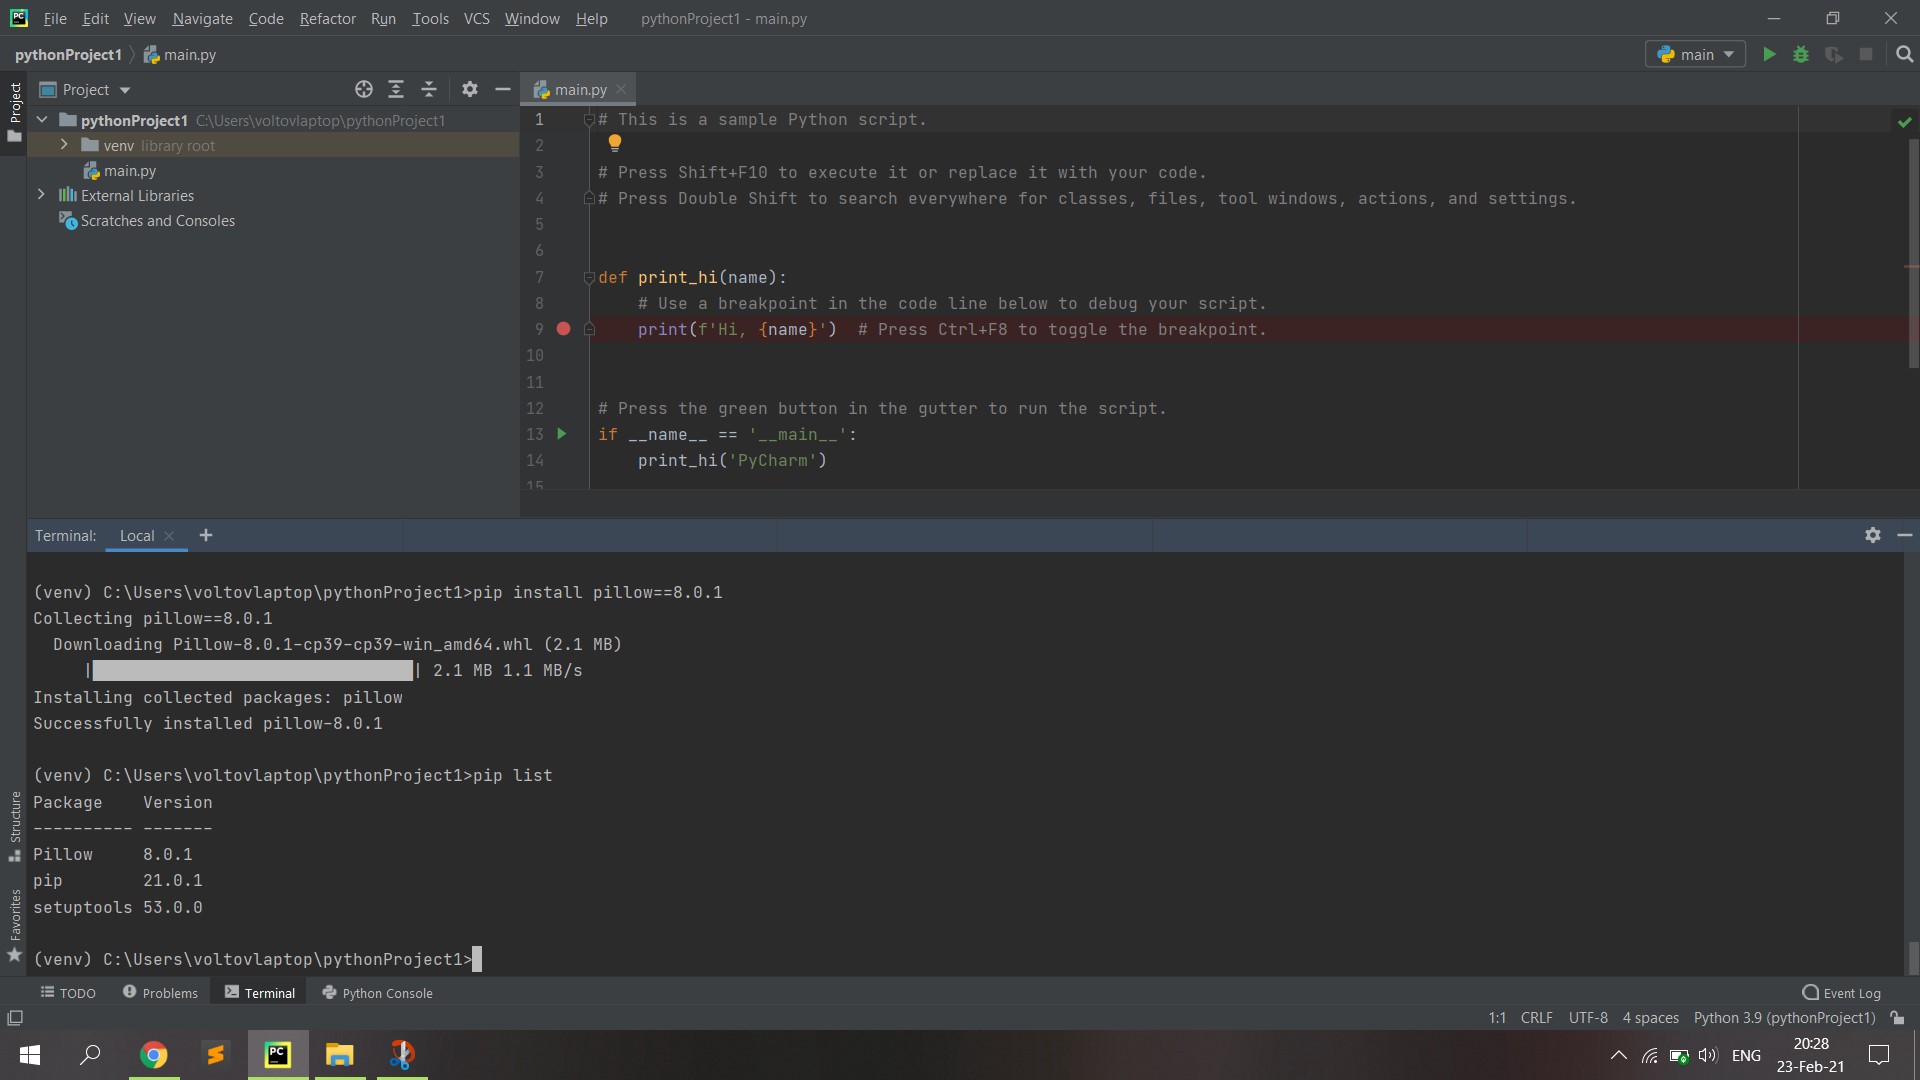 PC File Edit View Navigate Code Refactor Run Tools VCS Window Help pythonProject1 - main.py
pythonProject1 main.py main
Project
Project
main.py
pythonProject1 C:\Users\voltovlaptop\pythonProject1
venv library root
main.py
External Libraries
Scratches and Consoles
1 # This is a sample Python script.
2
3 # Press Shift+F10 to execute it or replace it with your code.
4 # Press Double Shift to search everywhere for classes, files, tool windows, actions, and settings.
5
6
7 def print_hi(name):
8 # Use a breakpoint in the code line below to debug your script.
9 print(f'Hi, {name}') # Press Ctrl+F8 to toggle the breakpoint.
10
11
12 # Press the green button in the gutter to run the script.
13 if __name__ == '__main__':
14 print_hi('PyCharm')
15
Terminal: Local
(venv) C:\Users\voltovlaptop\pythonProject1>pip install pillow==8.0.1
Collecting pillow==8.0.1
Downloading Pillow-8.0.1-cp39-cp39-win_amd64.whl (2.1 MB)
| | 2.1 MB 1.1 MB/s
Installing collected packages: pillow
Successfully installed pillow-8.0.1
(venv) C:\Users\voltovlaptop\pythonProject1>pip list
Package Version
---------- -------
Pillow 8.0.1
pip 21.0.1
setuptools 53.0.0
(venv) C:\Users\voltovlaptop\pythonProject1>
Structure
Favorites
TODO Problems Terminal Python Console Event Log
1:1 CRLF UTF-8 4 spaces Python 3.9 (pythonProject1)
PC
ENG
20:28
23-Feb-21